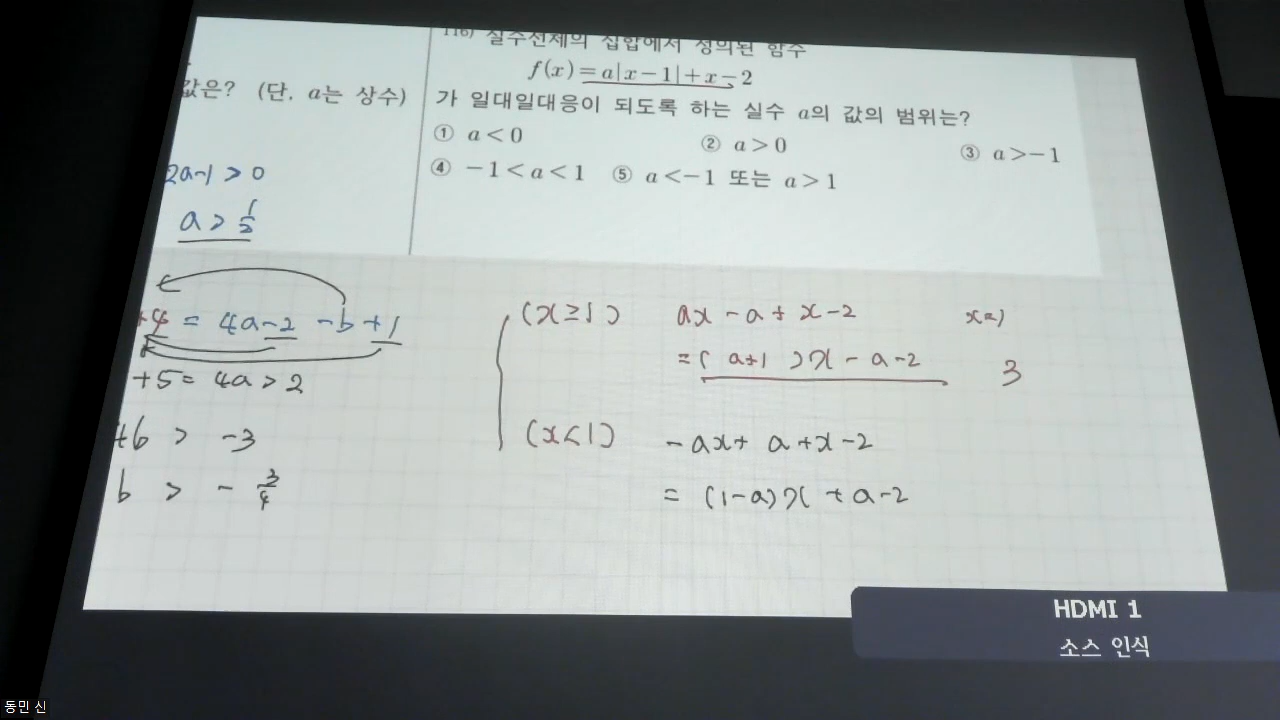 116) 실수전체의 집합에서 정의된 함수
f(x)=a|x-1|+x-2
가 일대일대응이 되도록 하는 실수 a의 값의 범위는?
① a<0
② a>0
③ a>-1
④ -1<a<1
⑤ a<-1 또는 a>1
값은? (단, a는 상수)
2a-1 > 0
a > 1/2
+4 = 4a-2 -b+1
+5 = 4a > 2
+b > -3
b > - 3/4
(x≥1) ax-a+x-2
=(a+1)x-a-2
x=1
3
(x<1) -ax+a+x-2
= (1-a)x+a-2
HDMI 1
소스 인식
동민 신